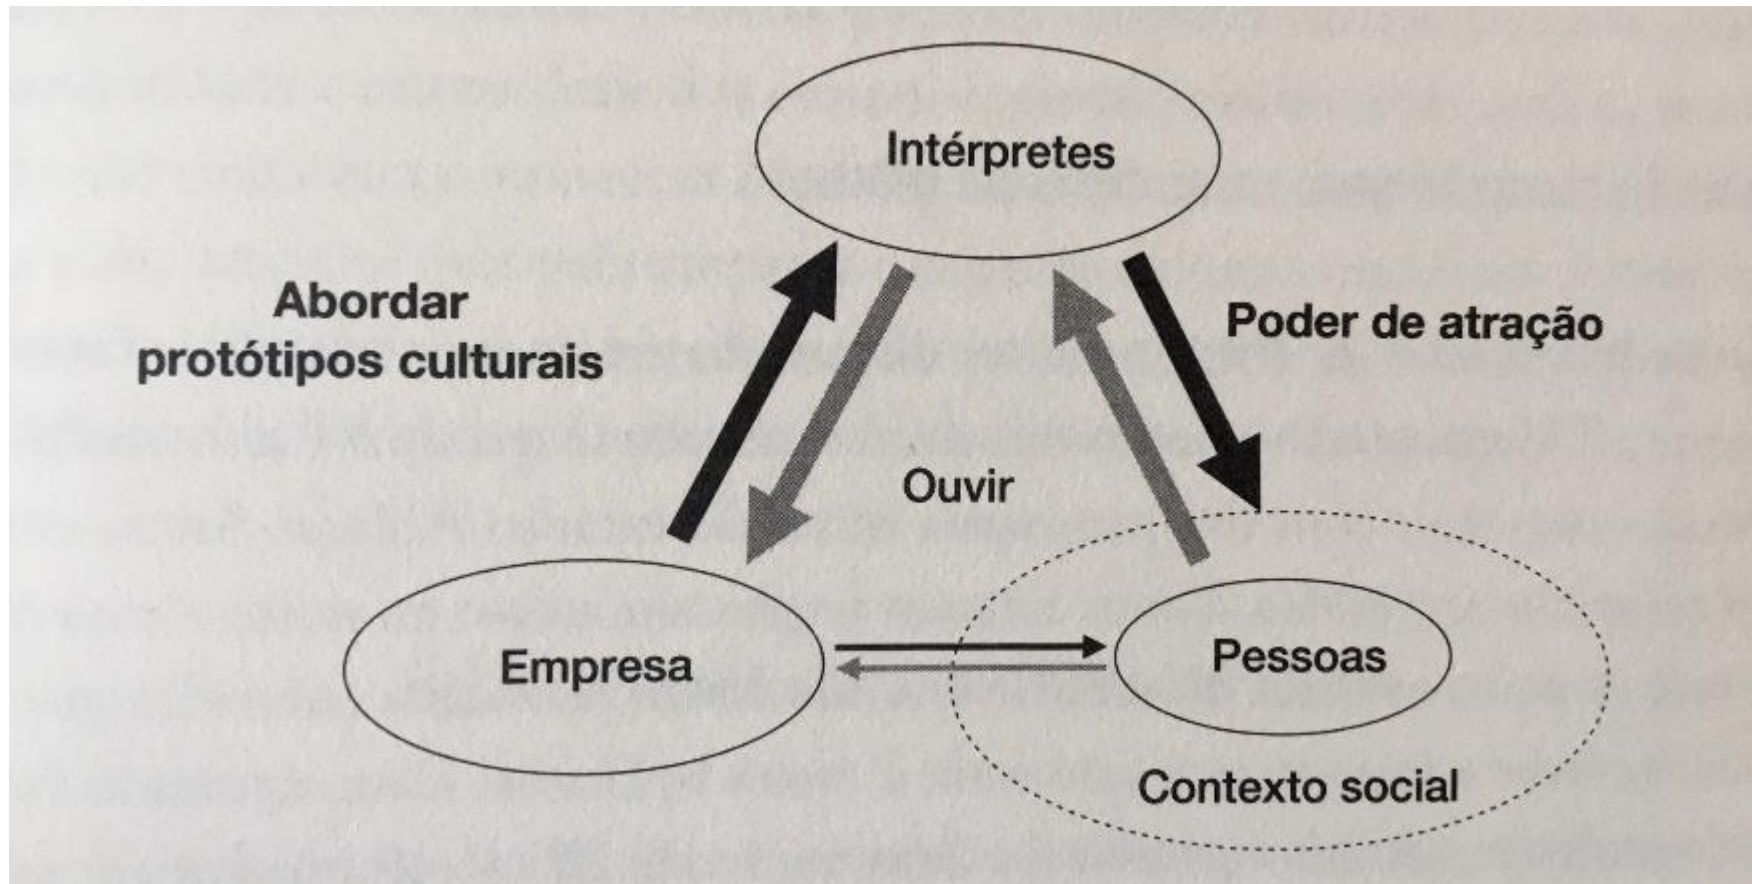 Intérpretes
Abordar
protótipos culturais
Poder de atração
Ouvir
Empresa
Pessoas
Contexto social